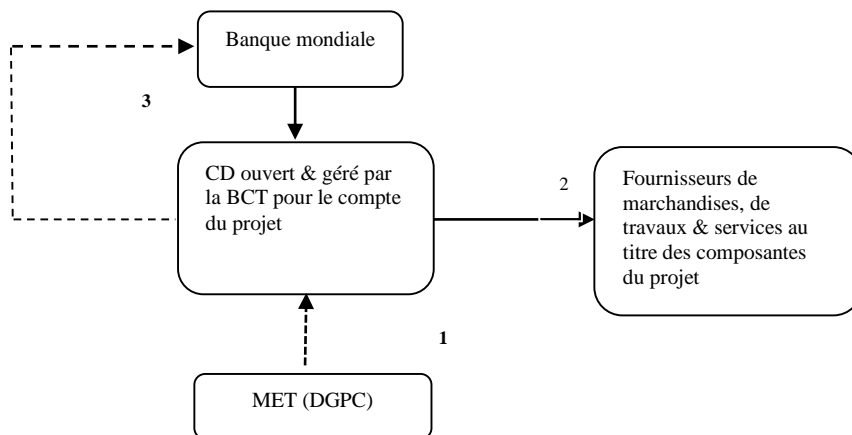 Banque mondiale
3
CD ouvert & géré par
la BCT pour le compte
du projet
2
Fournisseurs de
marchandises, de
travaux & services au
titre des composantes
du projet
1
MET (DGPC)